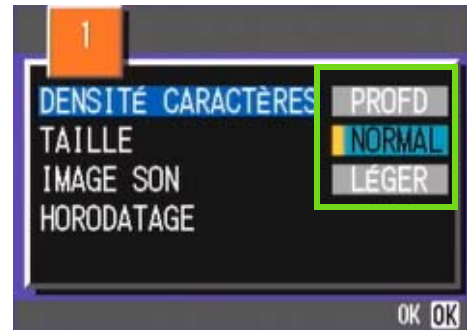 1
DENSITÉ CARACTÈRES PROFD
TAILLE NORMAL
IMAGE SON LÉGER
HORODATAGE
OK OK